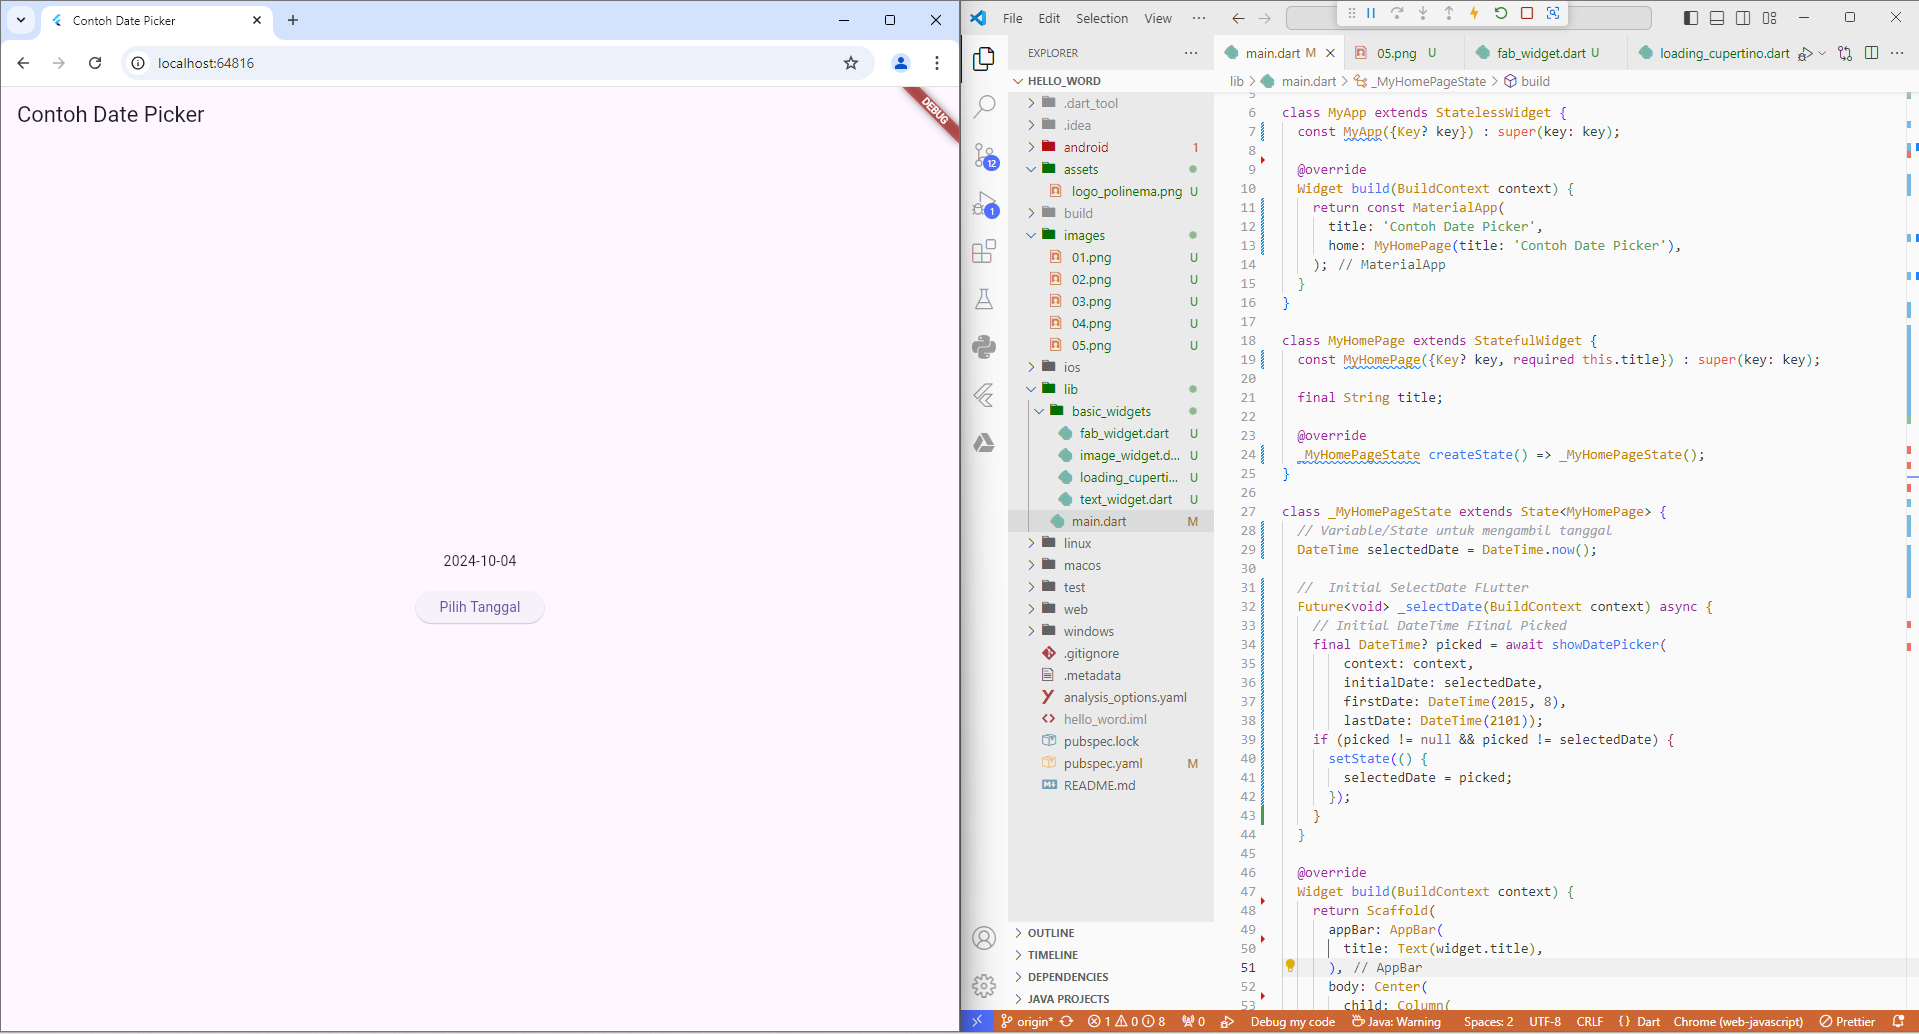 Contoh Date Picker
localhost:64816
Contoh Date Picker
DEBUG
2024-10-04
Pilih Tanggal
File Edit Selection View ...
EXPLORER ...
HELLO_WORD
.dart_tool
.idea
android 1
assets
logo_polinema.png U
build
images
01.png U
02.png U
03.png U
04.png U
05.png U
ios
lib
basic_widgets
fab_widget.dart U
image_widget.d... U
loading_cuperti... U
text_widget.dart U
main.dart M
linux
macos
test
web
windows
.gitignore
.metadata
analysis_options.yaml
hello_word.iml
pubspec.lock
pubspec.yaml M
README.md
OUTLINE
TIMELINE
DEPENDENCIES
JAVA PROJECTS
12
1
main.dart M 05.png U fab_widget.dart U loading_cupertino.dart
lib > main.dart > _MyHomePageState > build
5
6 class MyApp extends StatelessWidget {
7 const MyApp({Key? key}) : super(key: key);
8
9 @override
10 Widget build(BuildContext context) {
11 return const MaterialApp(
12 title: 'Contoh Date Picker',
13 home: MyHomePage(title: 'Contoh Date Picker'),
14 ); // MaterialApp
15 }
16 }
17
18 class MyHomePage extends StatefulWidget {
19 const MyHomePage({Key? key, required this.title}) : super(key: key);
20
21 final String title;
22
23 @override
24 _MyHomePageState createState() => _MyHomePageState();
25 }
26
27 class _MyHomePageState extends State<MyHomePage> {
28 // Variable/State untuk mengambil tanggal
29 DateTime selectedDate = DateTime.now();
30
31 //  Initial SelectDate FLutter
32 Future<void> _selectDate(BuildContext context) async {
33 // Initial DateTime FIinal Picked
34 final DateTime? picked = await showDatePicker(
35 context: context,
36 initialDate: selectedDate,
37 firstDate: DateTime(2015, 8),
38 lastDate: DateTime(2101));
39 if (picked != null && picked != selectedDate) {
40 setState(() {
41 selectedDate = picked;
42 });
43 }
44 }
45
46 @override
47 Widget build(BuildContext context) {
48 return Scaffold(
49 appBar: AppBar(
50 title: Text(widget.title),
51 ), // AppBar
52 body: Center(
53 child: Column(
origin* 1 0 8 0 Debug my code Java: Warning Spaces: 2 UTF-8 CRLF { } Dart Chrome (web-javascript) Prettier